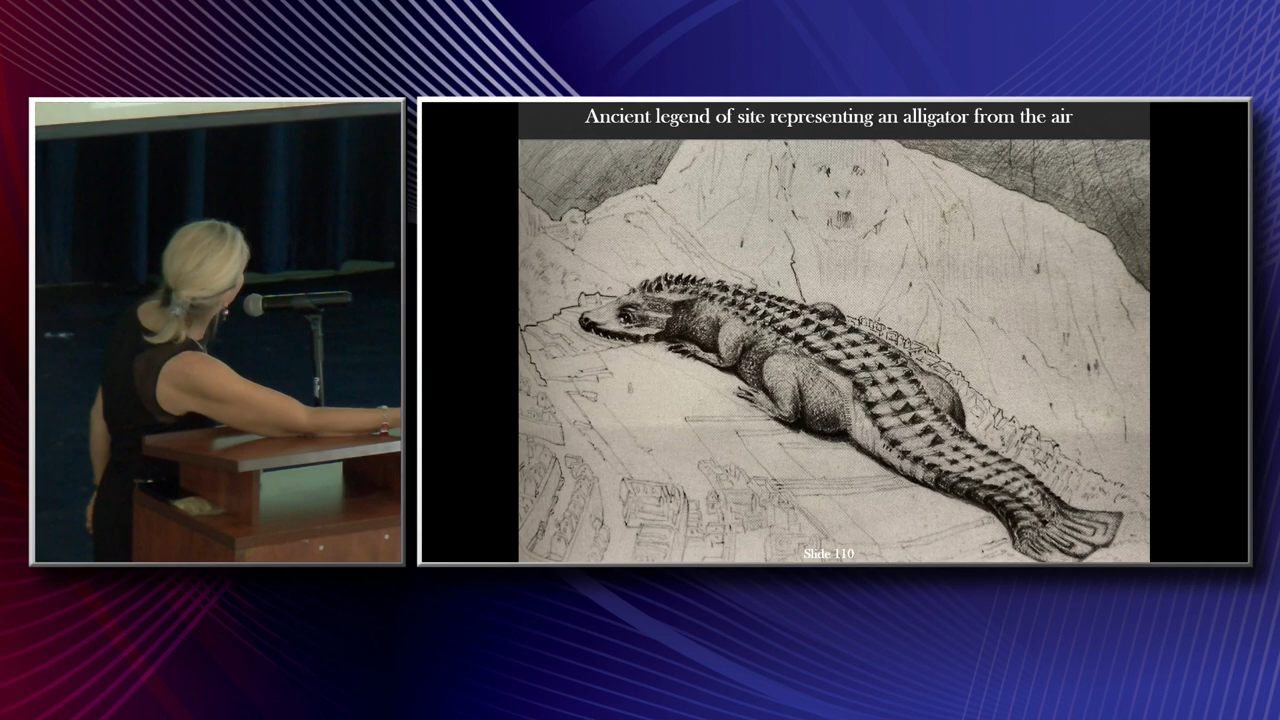 Ancient legend of site representing an alligator from the air
Slide 110